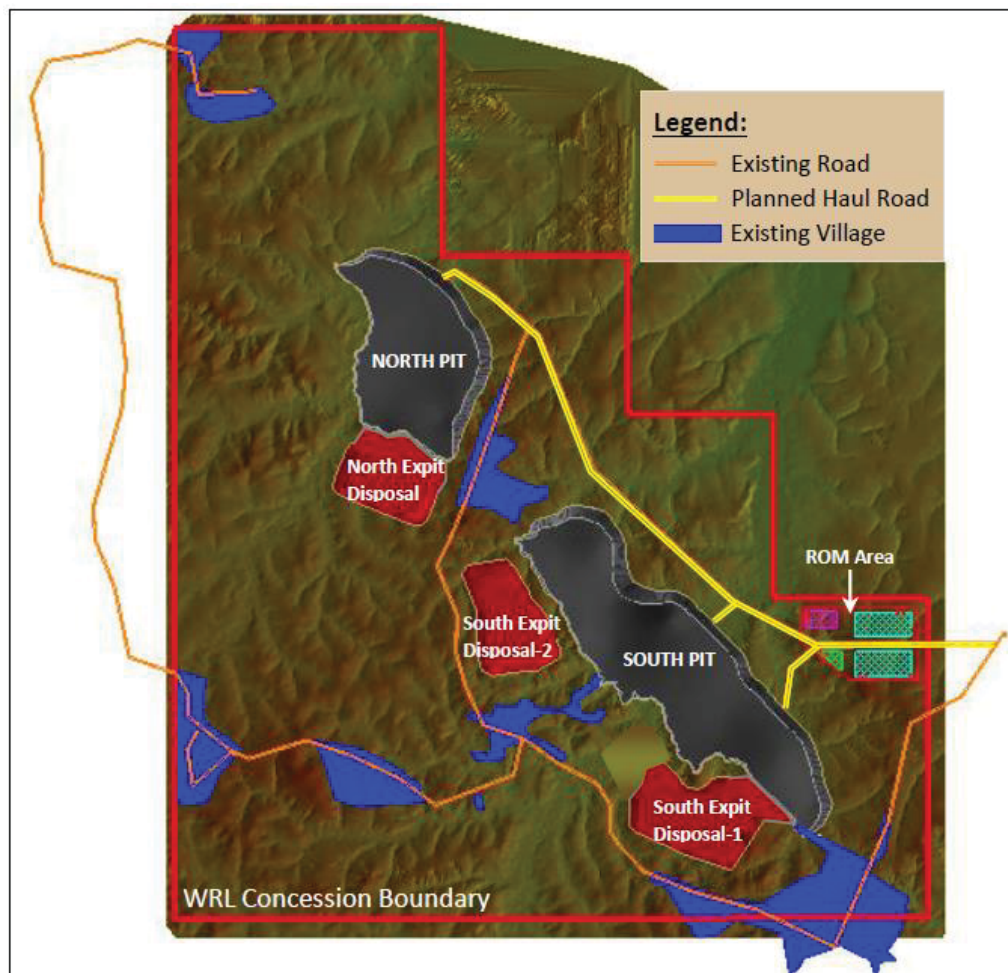 Legend:
Existing Road
Planned Haul Road
Existing Village
NORTH PIT
North Expit
Disposal
ROM Area
South Expit
Disposal-2
SOUTH PIT
South Expit
Disposal-1
WRL Concession Boundary